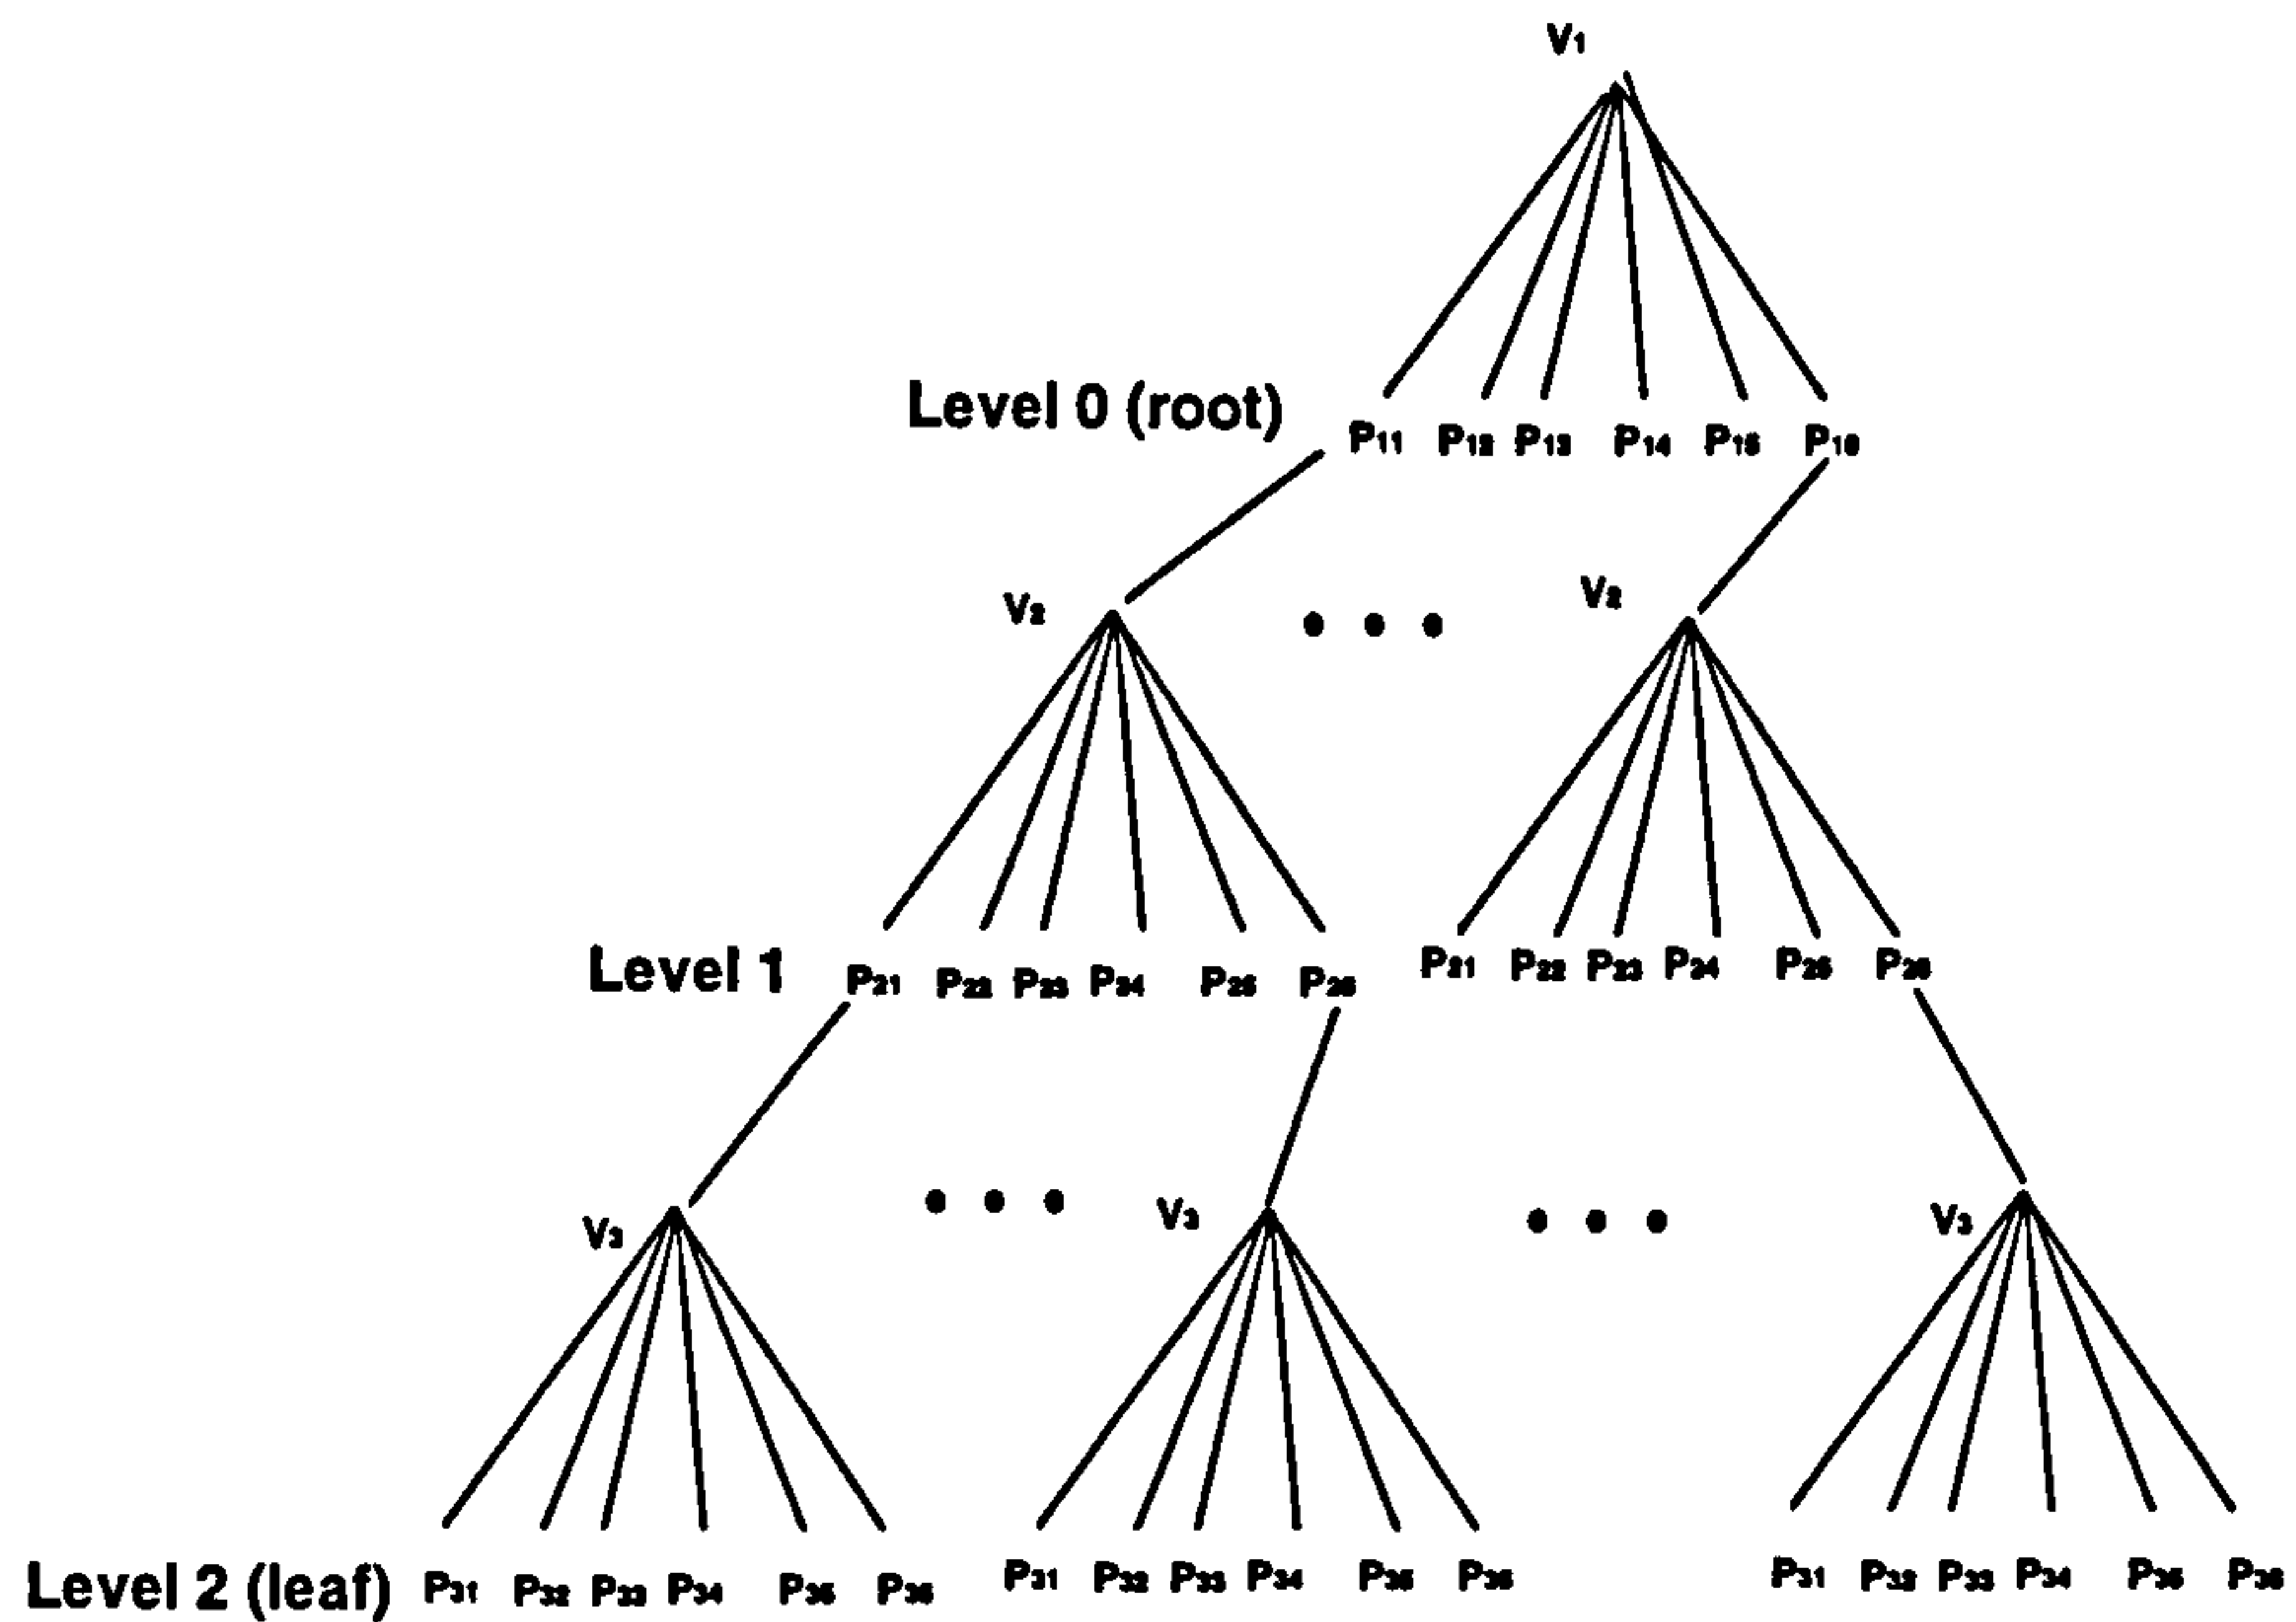 V1
Level 0 (root) P11 P12 P13 P14 P15 P16
V2 V2
Level 1 P21 P22 P23 P24 P25 P26 P21 P22 P23 P24 P25 P26
V3 V3 V3
Level 2 (leaf) P31 P32 P33 P34 P35 P36 P31 P32 P33 P34 P35 P36 P31 P32 P33 P34 P35 P36